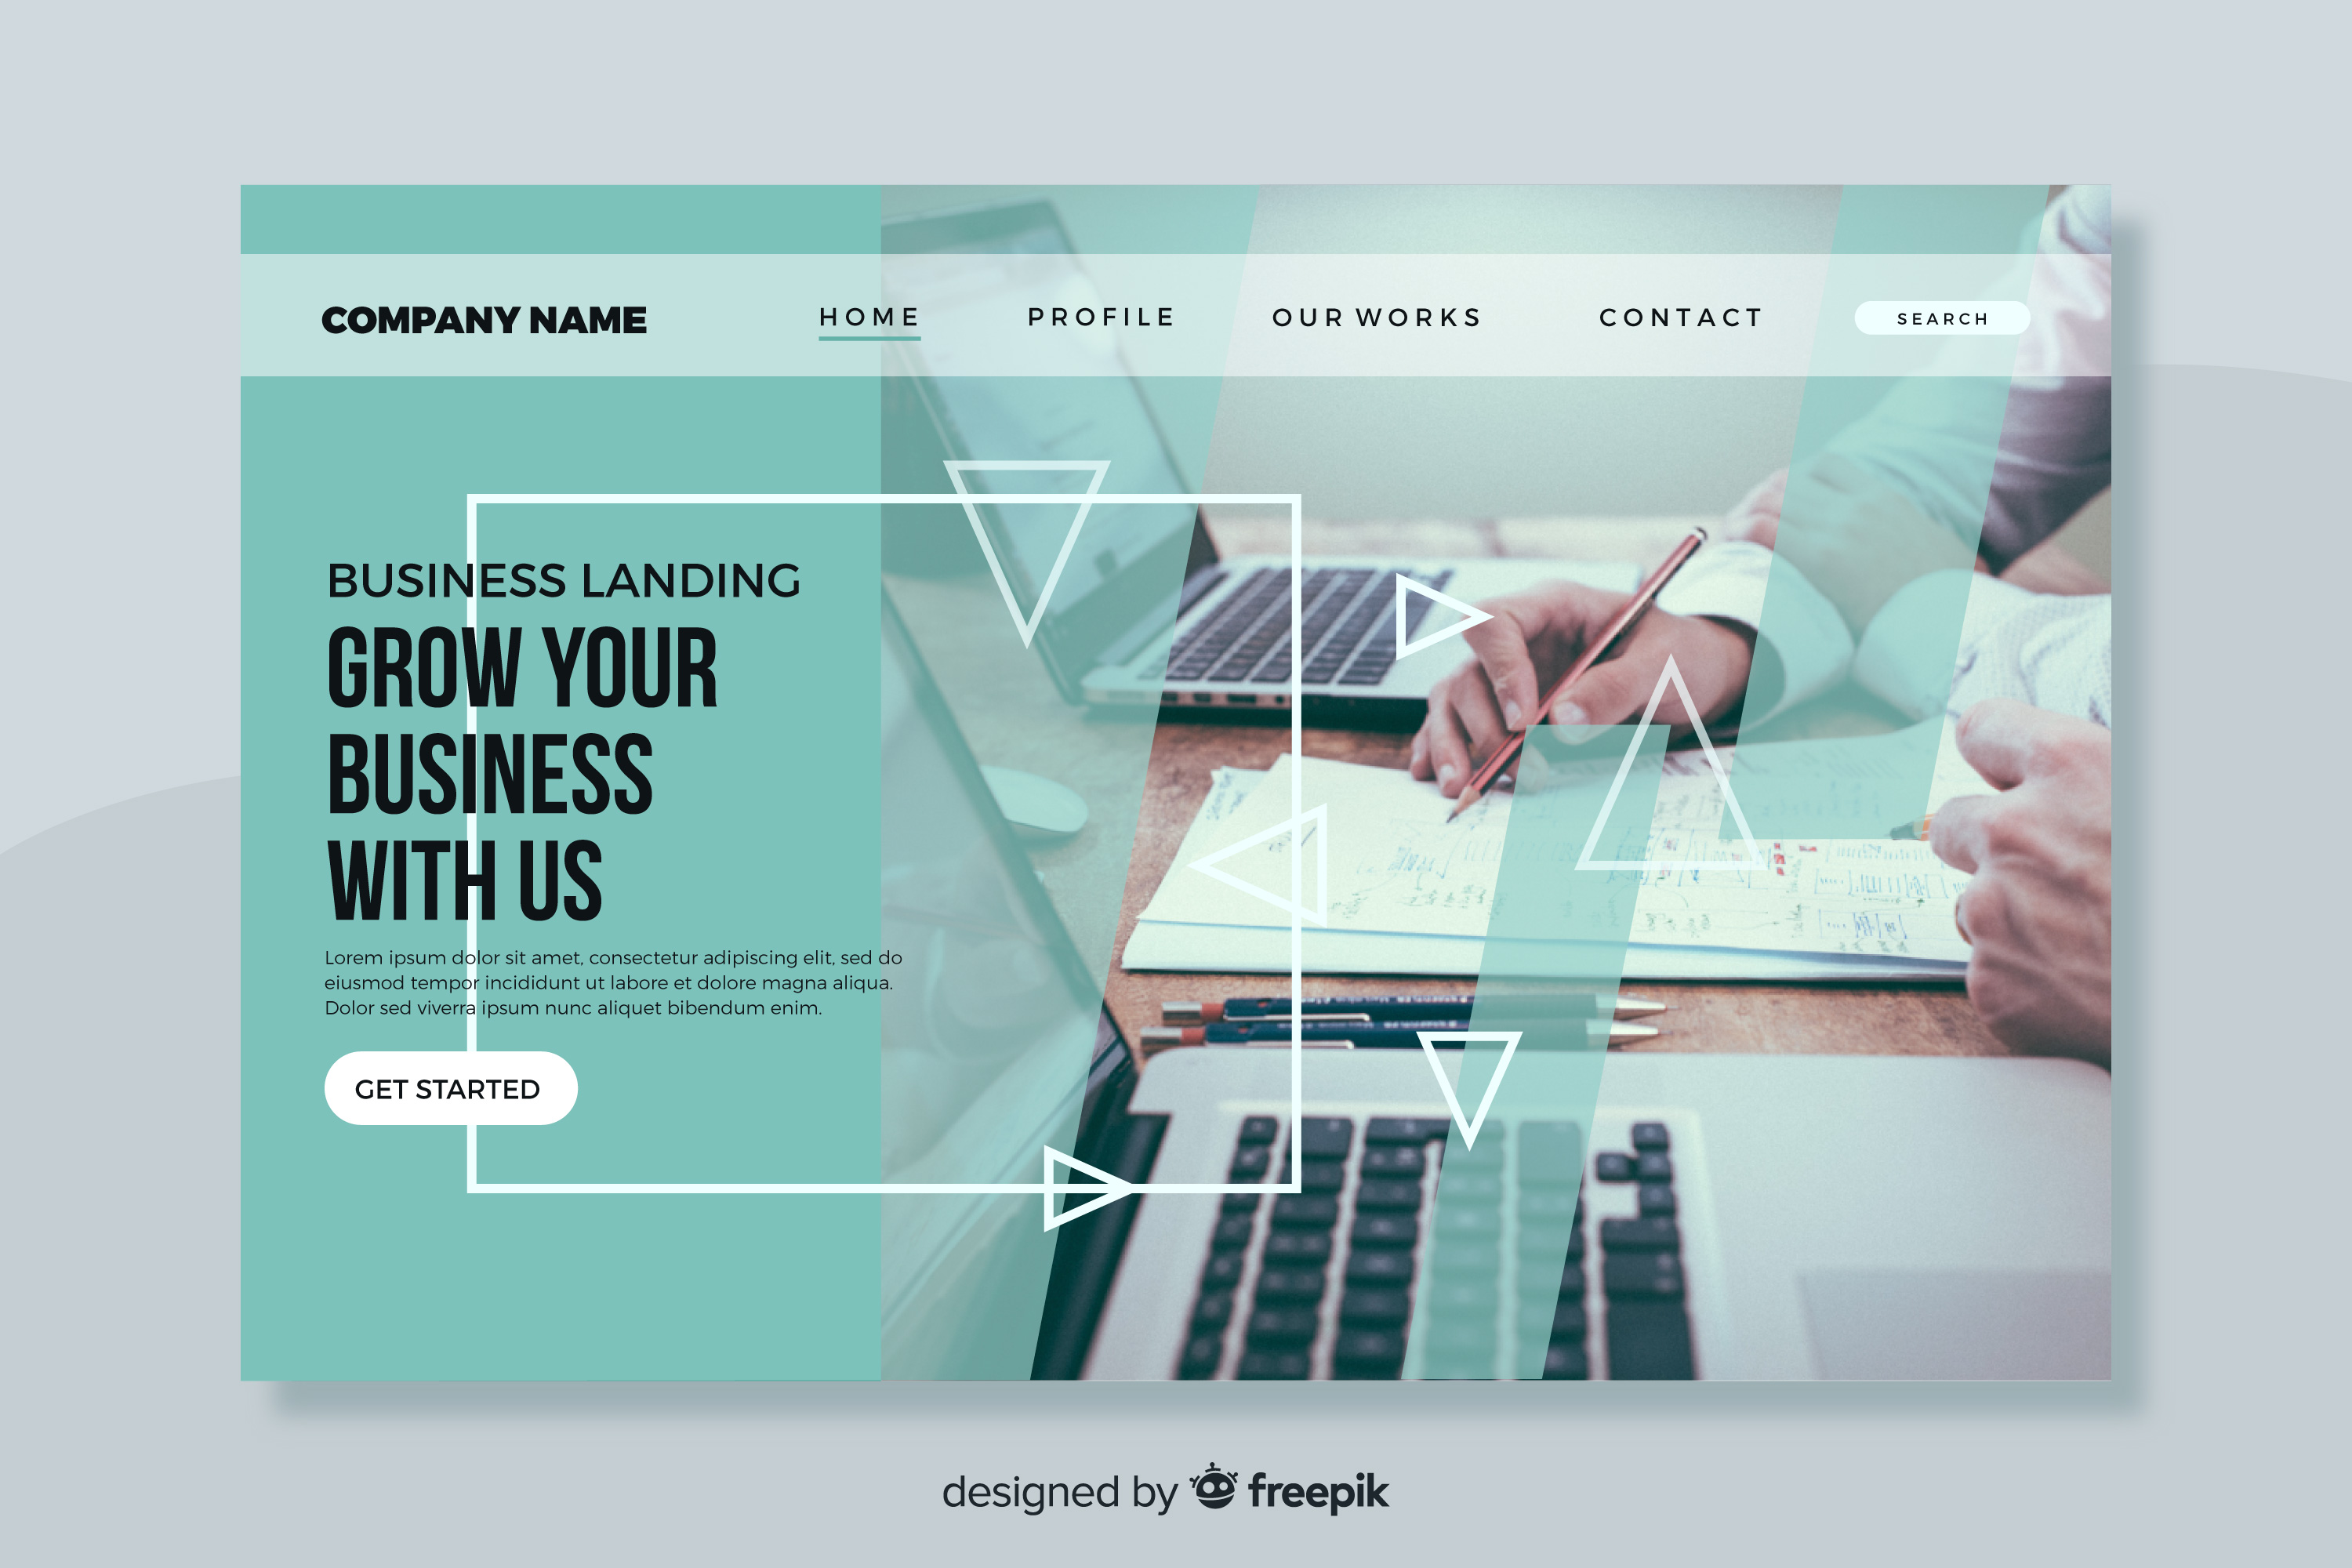 COMPANY NAME
HOME
PROFILE
OUR WORKS
CONTACT
SEARCH
BUSINESS LANDING
GROW YOUR
BUSINESS
WITH US
Lorem ipsum dolor sit amet, consectetur adipiscing elit, sed do
eiusmod tempor incididunt ut labore et dolore magna aliqua.
Dolor sed viverra ipsum nunc aliquet bibendum enim.
GET STARTED
designed by freepik